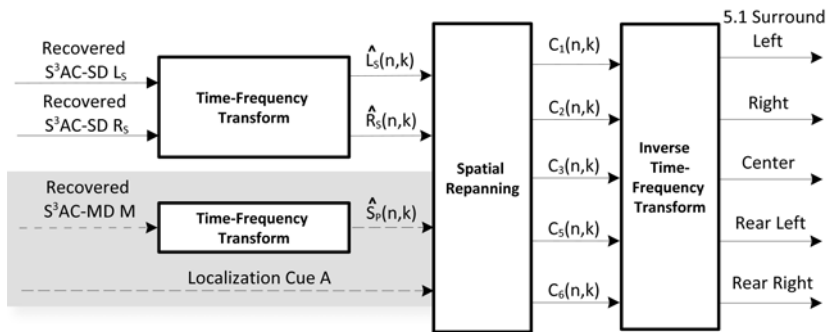 5.1 Surround
Recovered
S³AC-SD Lₛ
L̂ₛ(n,k)
C₁(n,k)
Left
Recovered
S³AC-SD Rₛ
Time-Frequency
Transform
R̂ₛ(n,k)
C₂(n,k)
Right
Spatial
Repanning
C₃(n,k)
Inverse
Time-
Frequency
Transform
Center
Recovered
S³AC-MD M
Time-Frequency
Transform
Ŝₚ(n,k)
C₅(n,k)
Rear Left
Localization Cue A
C₆(n,k)
Rear Right